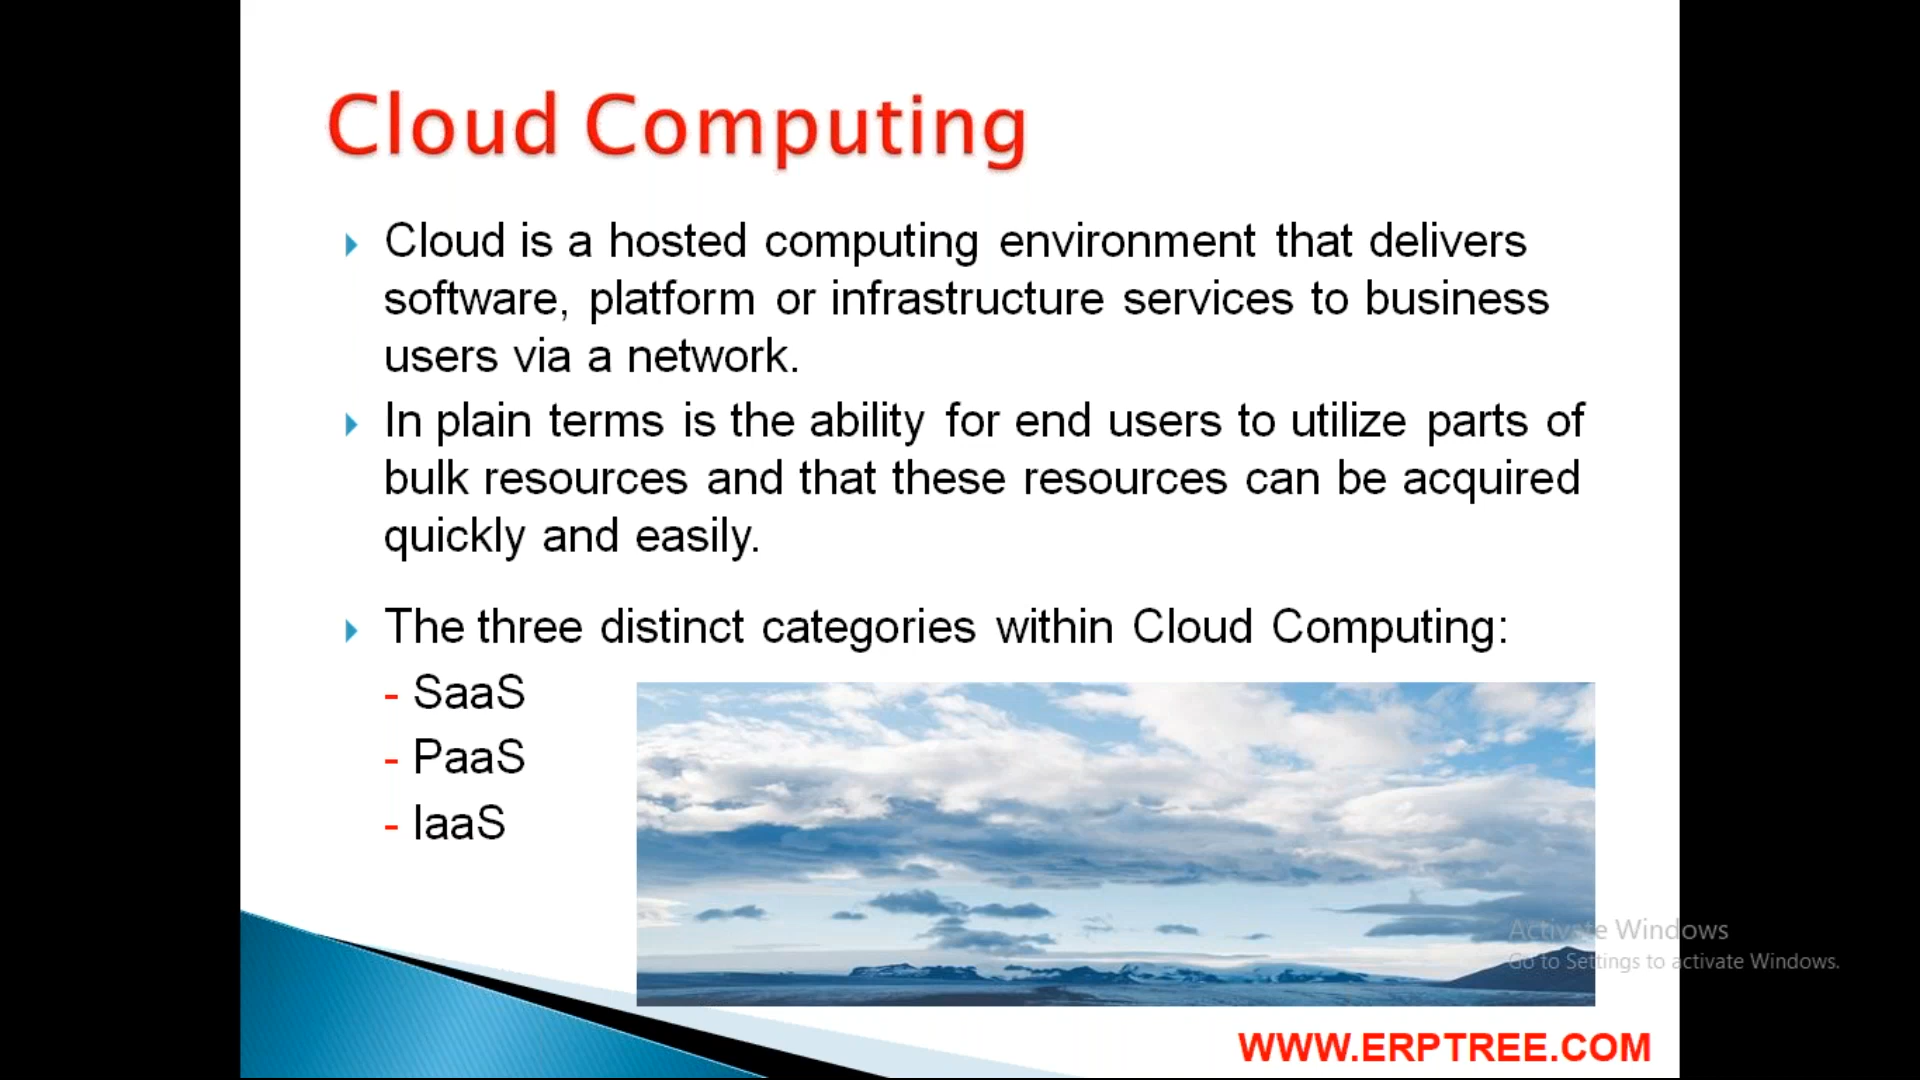 Cloud Computing
Cloud is a hosted computing environment that delivers
software, platform or infrastructure services to business
users via a network.
In plain terms is the ability for end users to utilize parts of
bulk resources and that these resources can be acquired
quickly and easily.
The three distinct categories within Cloud Computing:
- SaaS
- PaaS
- IaaS
Activate Windows
Go to Settings to activate Windows.
WWW.ERPTREE.COM